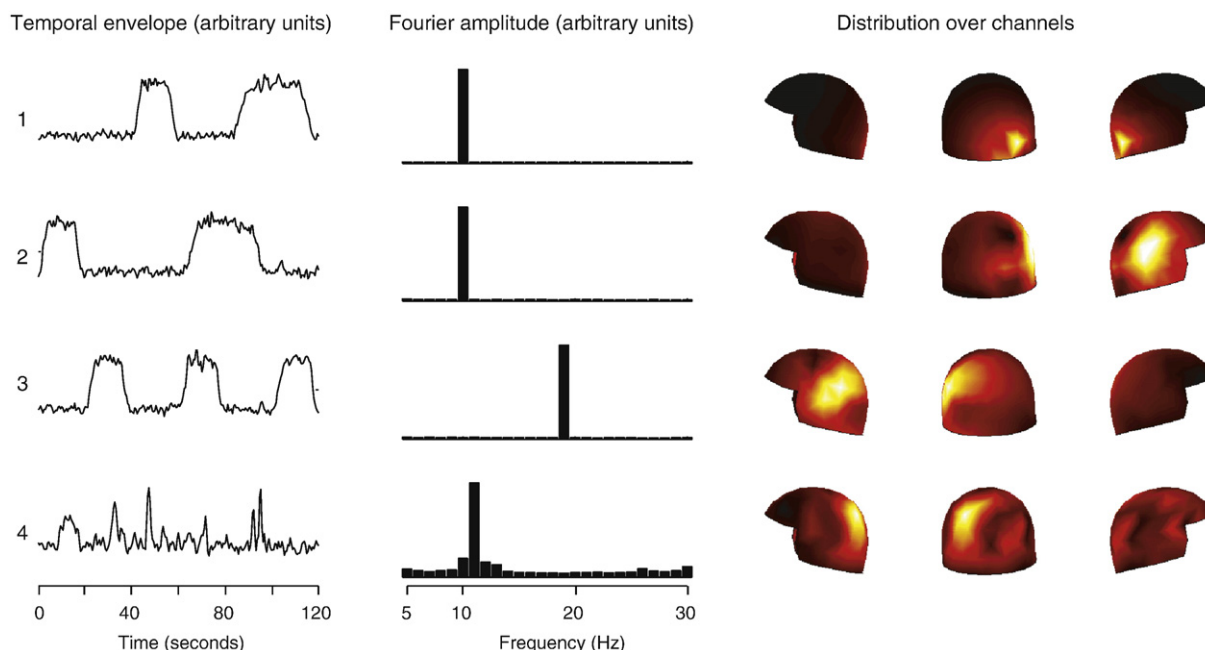 Temporal envelope (arbitrary units) Fourier amplitude (arbitrary units) Distribution over channels
1
2
3
4
0 40 80 120 5 10 20 30
Time (seconds) Frequency (Hz)